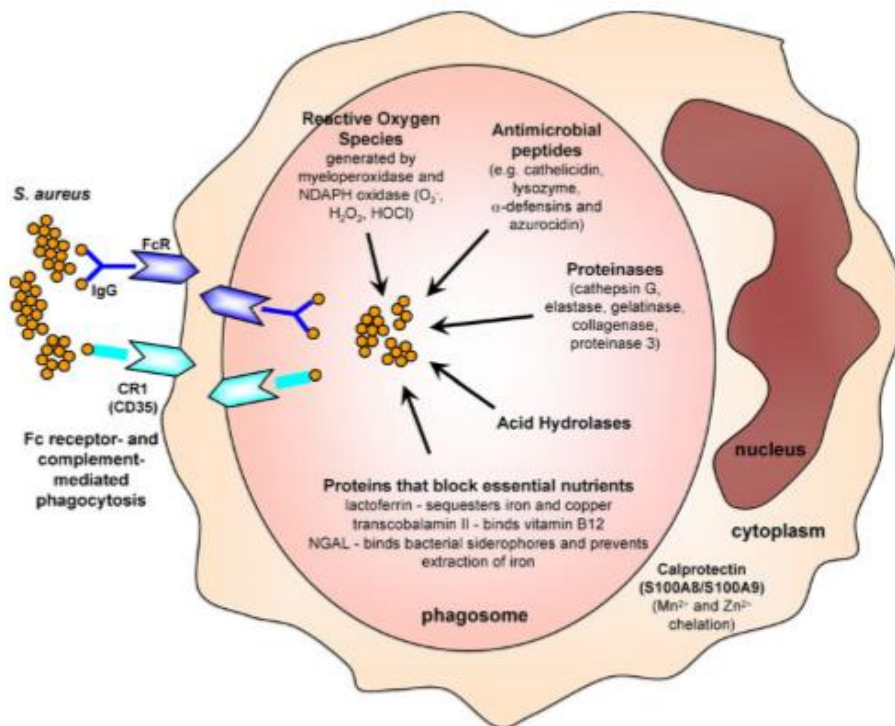 Reactive Oxygen
Species
generated by
myeloperoxidase and
NDAPH oxidase (O₂⁻,
H₂O₂, HOCl)
Antimicrobial
peptides
(e.g. cathelicidin,
lysozyme,
α-defensins and
azurocidin)
S. aureus
FcR
IgG
Proteinases
(cathepsin G,
elastase, gelatinase,
collagenase,
proteinase 3)
CR1
(CD35)
Fc receptor- and
complement-
mediated
phagocytosis
Acid Hydrolases
Proteins that block essential nutrients
lactoferrin - sequesters iron and copper
transcobalamin II - binds vitamin B12
NGAL - binds bacterial siderophores and prevents
extraction of iron
phagosome
nucleus
cytoplasm
Calprotectin
(S100A8/S100A9)
(Mn²⁺ and Zn²⁺
chelation)